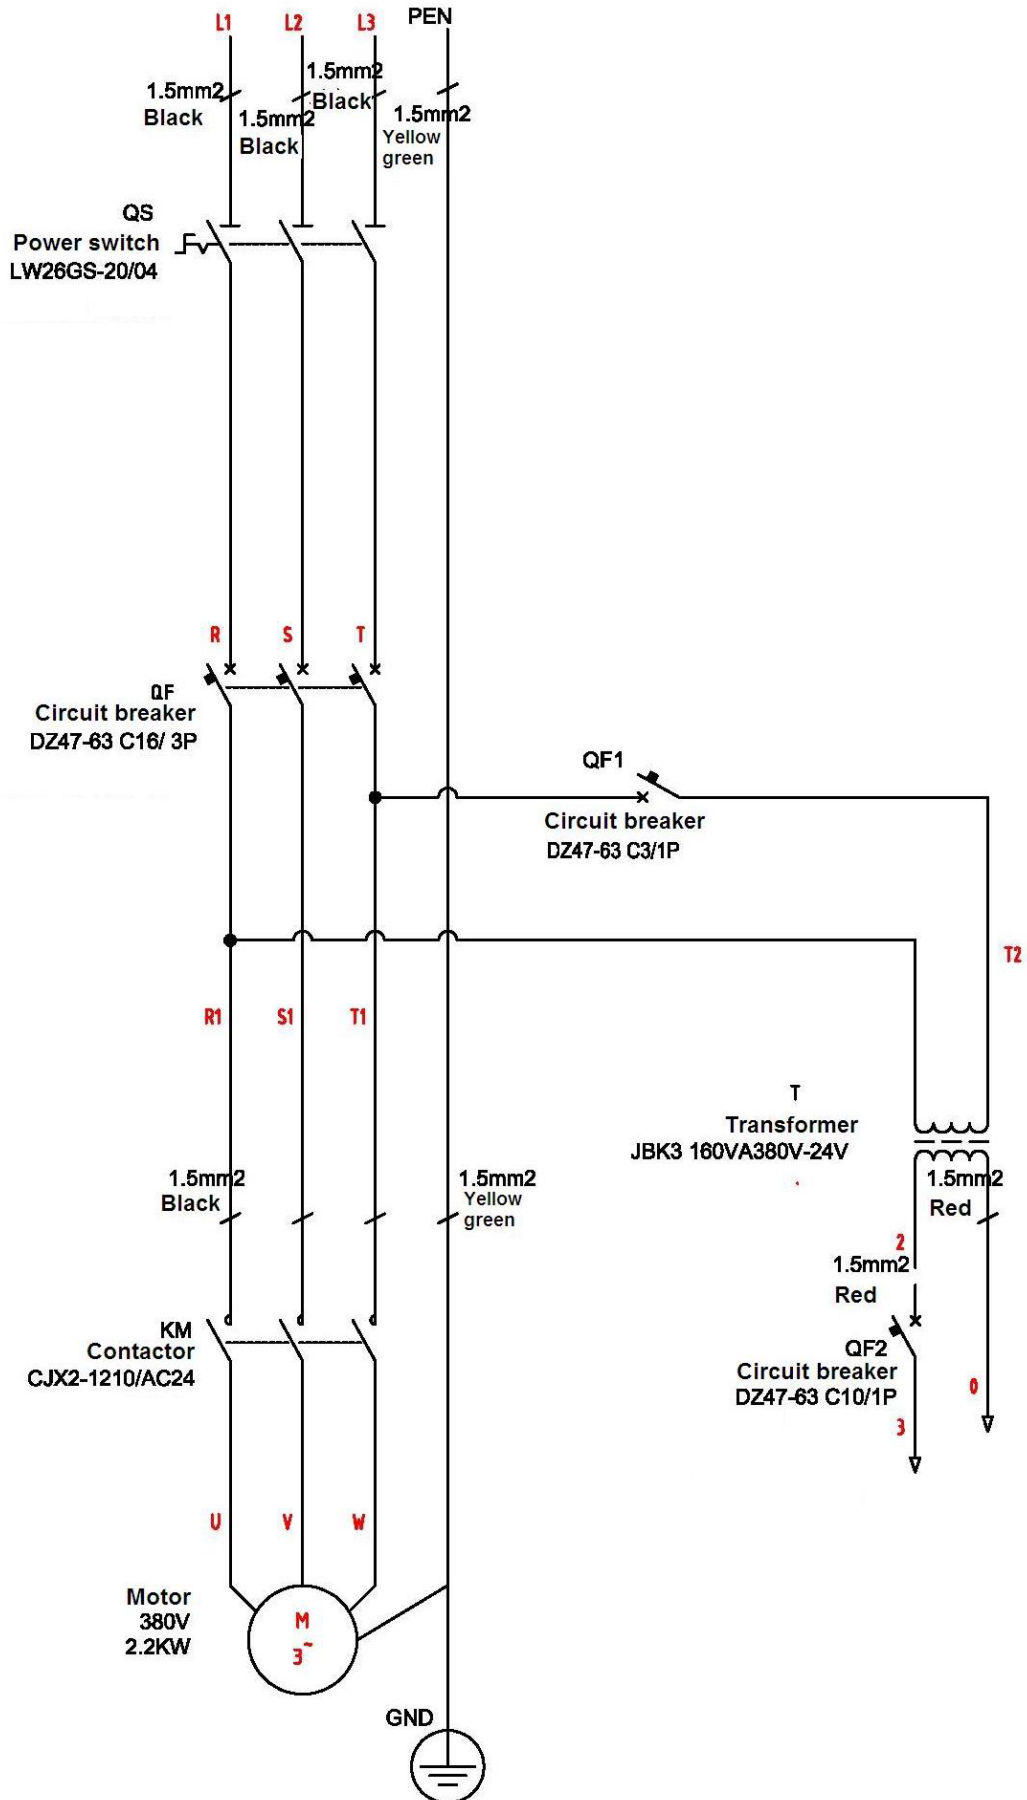 L1
L2
L3
PEN
1.5mm2
Black
1.5mm2
Black
1.5mm2
Black
1.5mm2
Yellow
green
QS
Power switch
LW26GS-20/04
R
S
T
QF
Circuit breaker
DZ47-63 C16/ 3P
QF1
Circuit breaker
DZ47-63 C3/1P
T2
R1
S1
T1
T
Transformer
JBK3 160VA380V-24V
1.5mm2
Black
1.5mm2
Yellow
green
1.5mm2
Red
2
1.5mm2
Red
KM
Contactor
CJX2-1210/AC24
QF2
Circuit breaker
DZ47-63 C10/1P
0
3
U
V
W
Motor
380V
2.2KW
M
3~
GND